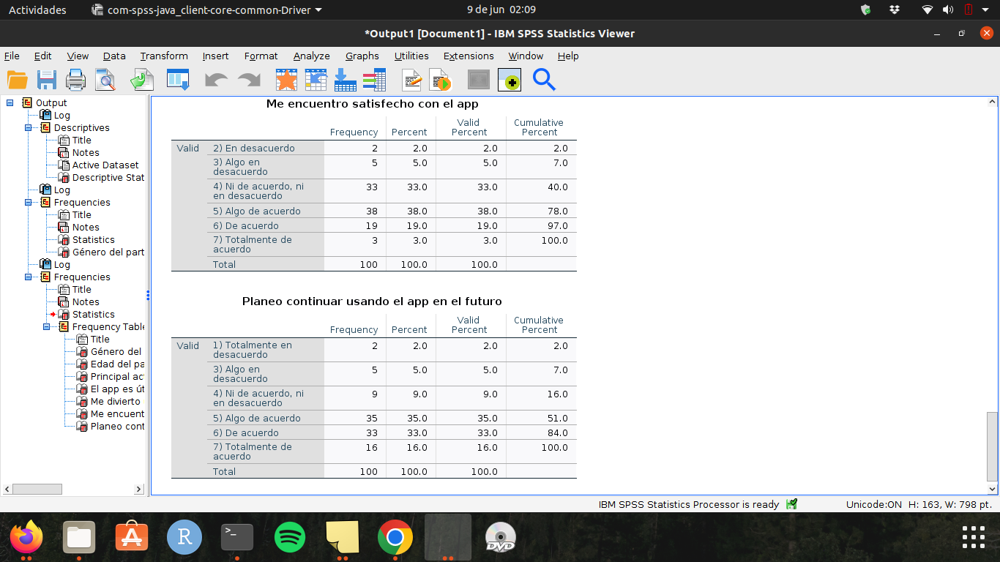 Actividades com-spss-java_client-core-common-Driver 9 de jun 02:09
*Output1 [Document1] - IBM SPSS Statistics Viewer
File Edit View Data Transform Insert Format Analyze Graphs Utilities Extensions Window Help
Output
Log
Descriptives
Title
Notes
Active Dataset
Descriptive Stat
Log
Frequencies
Title
Notes
Statistics
Género del part
Log
Frequencies
Title
Notes
Statistics
Frequency Table
Title
Género del
Edad del pa
Principal ac
El app es út
Me divierto
Me encuent
Planeo cont
Me encuentro satisfecho con el app
Frequency Percent Valid Percent Cumulative Percent
Valid 2) En desacuerdo 2 2.0 2.0 2.0
3) Algo en desacuerdo 5 5.0 5.0 7.0
4) Ni de acuerdo, ni en desacuerdo 33 33.0 33.0 40.0
5) Algo de acuerdo 38 38.0 38.0 78.0
6) De acuerdo 19 19.0 19.0 97.0
7) Totalmente de acuerdo 3 3.0 3.0 100.0
Total 100 100.0 100.0
Planeo continuar usando el app en el futuro
Frequency Percent Valid Percent Cumulative Percent
Valid 1) Totalmente en desacuerdo 2 2.0 2.0 2.0
3) Algo en desacuerdo 5 5.0 5.0 7.0
4) Ni de acuerdo, ni en desacuerdo 9 9.0 9.0 16.0
5) Algo de acuerdo 35 35.0 35.0 51.0
6) De acuerdo 33 33.0 33.0 84.0
7) Totalmente de acuerdo 16 16.0 16.0 100.0
Total 100 100.0 100.0
IBM SPSS Statistics Processor is ready Unicode:ON H: 163, W: 798 pt.
A R >_ DVD